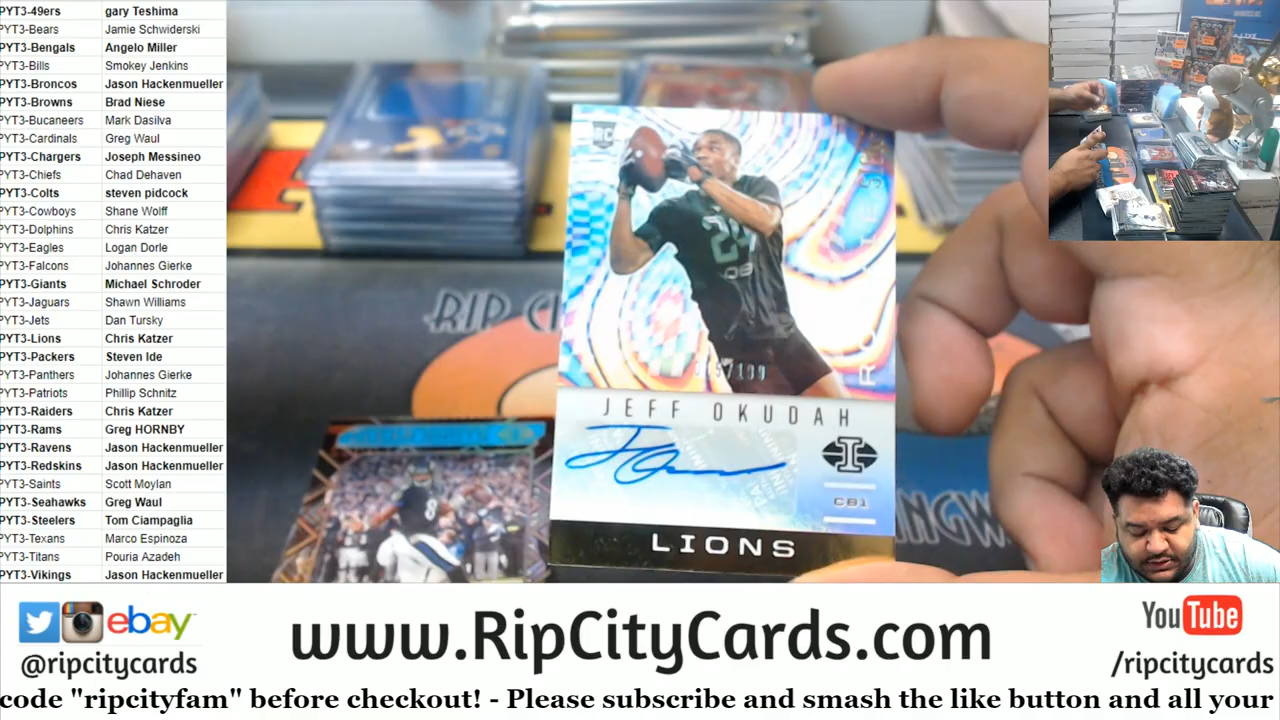 PYT3-49ers gary Teshima
PYT3-Bears Jamie Schwiderski
PYT3-Bengals Angelo Miller
PYT3-Bills Smokey Jenkins
PYT3-Broncos Jason Hackenmueller
PYT3-Browns Brad Niese
PYT3-Bucaneers Mark Dasilva
PYT3-Cardinals Greg Waul
PYT3-Chargers Joseph Messineo
PYT3-Chiefs Chad Dehaven
PYT3-Colts steven pidcock
PYT3-Cowboys Shane Wolff
PYT3-Dolphins Chris Katzer
PYT3-Eagles Logan Dorle
PYT3-Falcons Johannes Gierke
PYT3-Giants Michael Schroder
PYT3-Jaguars Shawn Williams
PYT3-Jets Dan Tursky
PYT3-Lions Chris Katzer
PYT3-Packers Steven Ide
PYT3-Panthers Johannes Gierke
PYT3-Patriots Phillip Schnitz
PYT3-Raiders Chris Katzer
PYT3-Rams Greg HORNBY
PYT3-Ravens Jason Hackenmueller
PYT3-Redskins Jason Hackenmueller
PYT3-Saints Scott Moylan
PYT3-Seahawks Greg Waul
PYT3-Steelers Tom Ciampaglia
PYT3-Texans Marco Espinoza
PYT3-Titans Pouria Azadeh
PYT3-Vikings Jason Hackenmueller
RC
24
JEFF OKUDAH
I
CB1
LIONS
RIP
8
ebay
@ripcitycards
www.RipCityCards.com
YouTube
/ripcitycards
code "ripcityfam" before checkout! - Please subscribe and smash the like button and all your